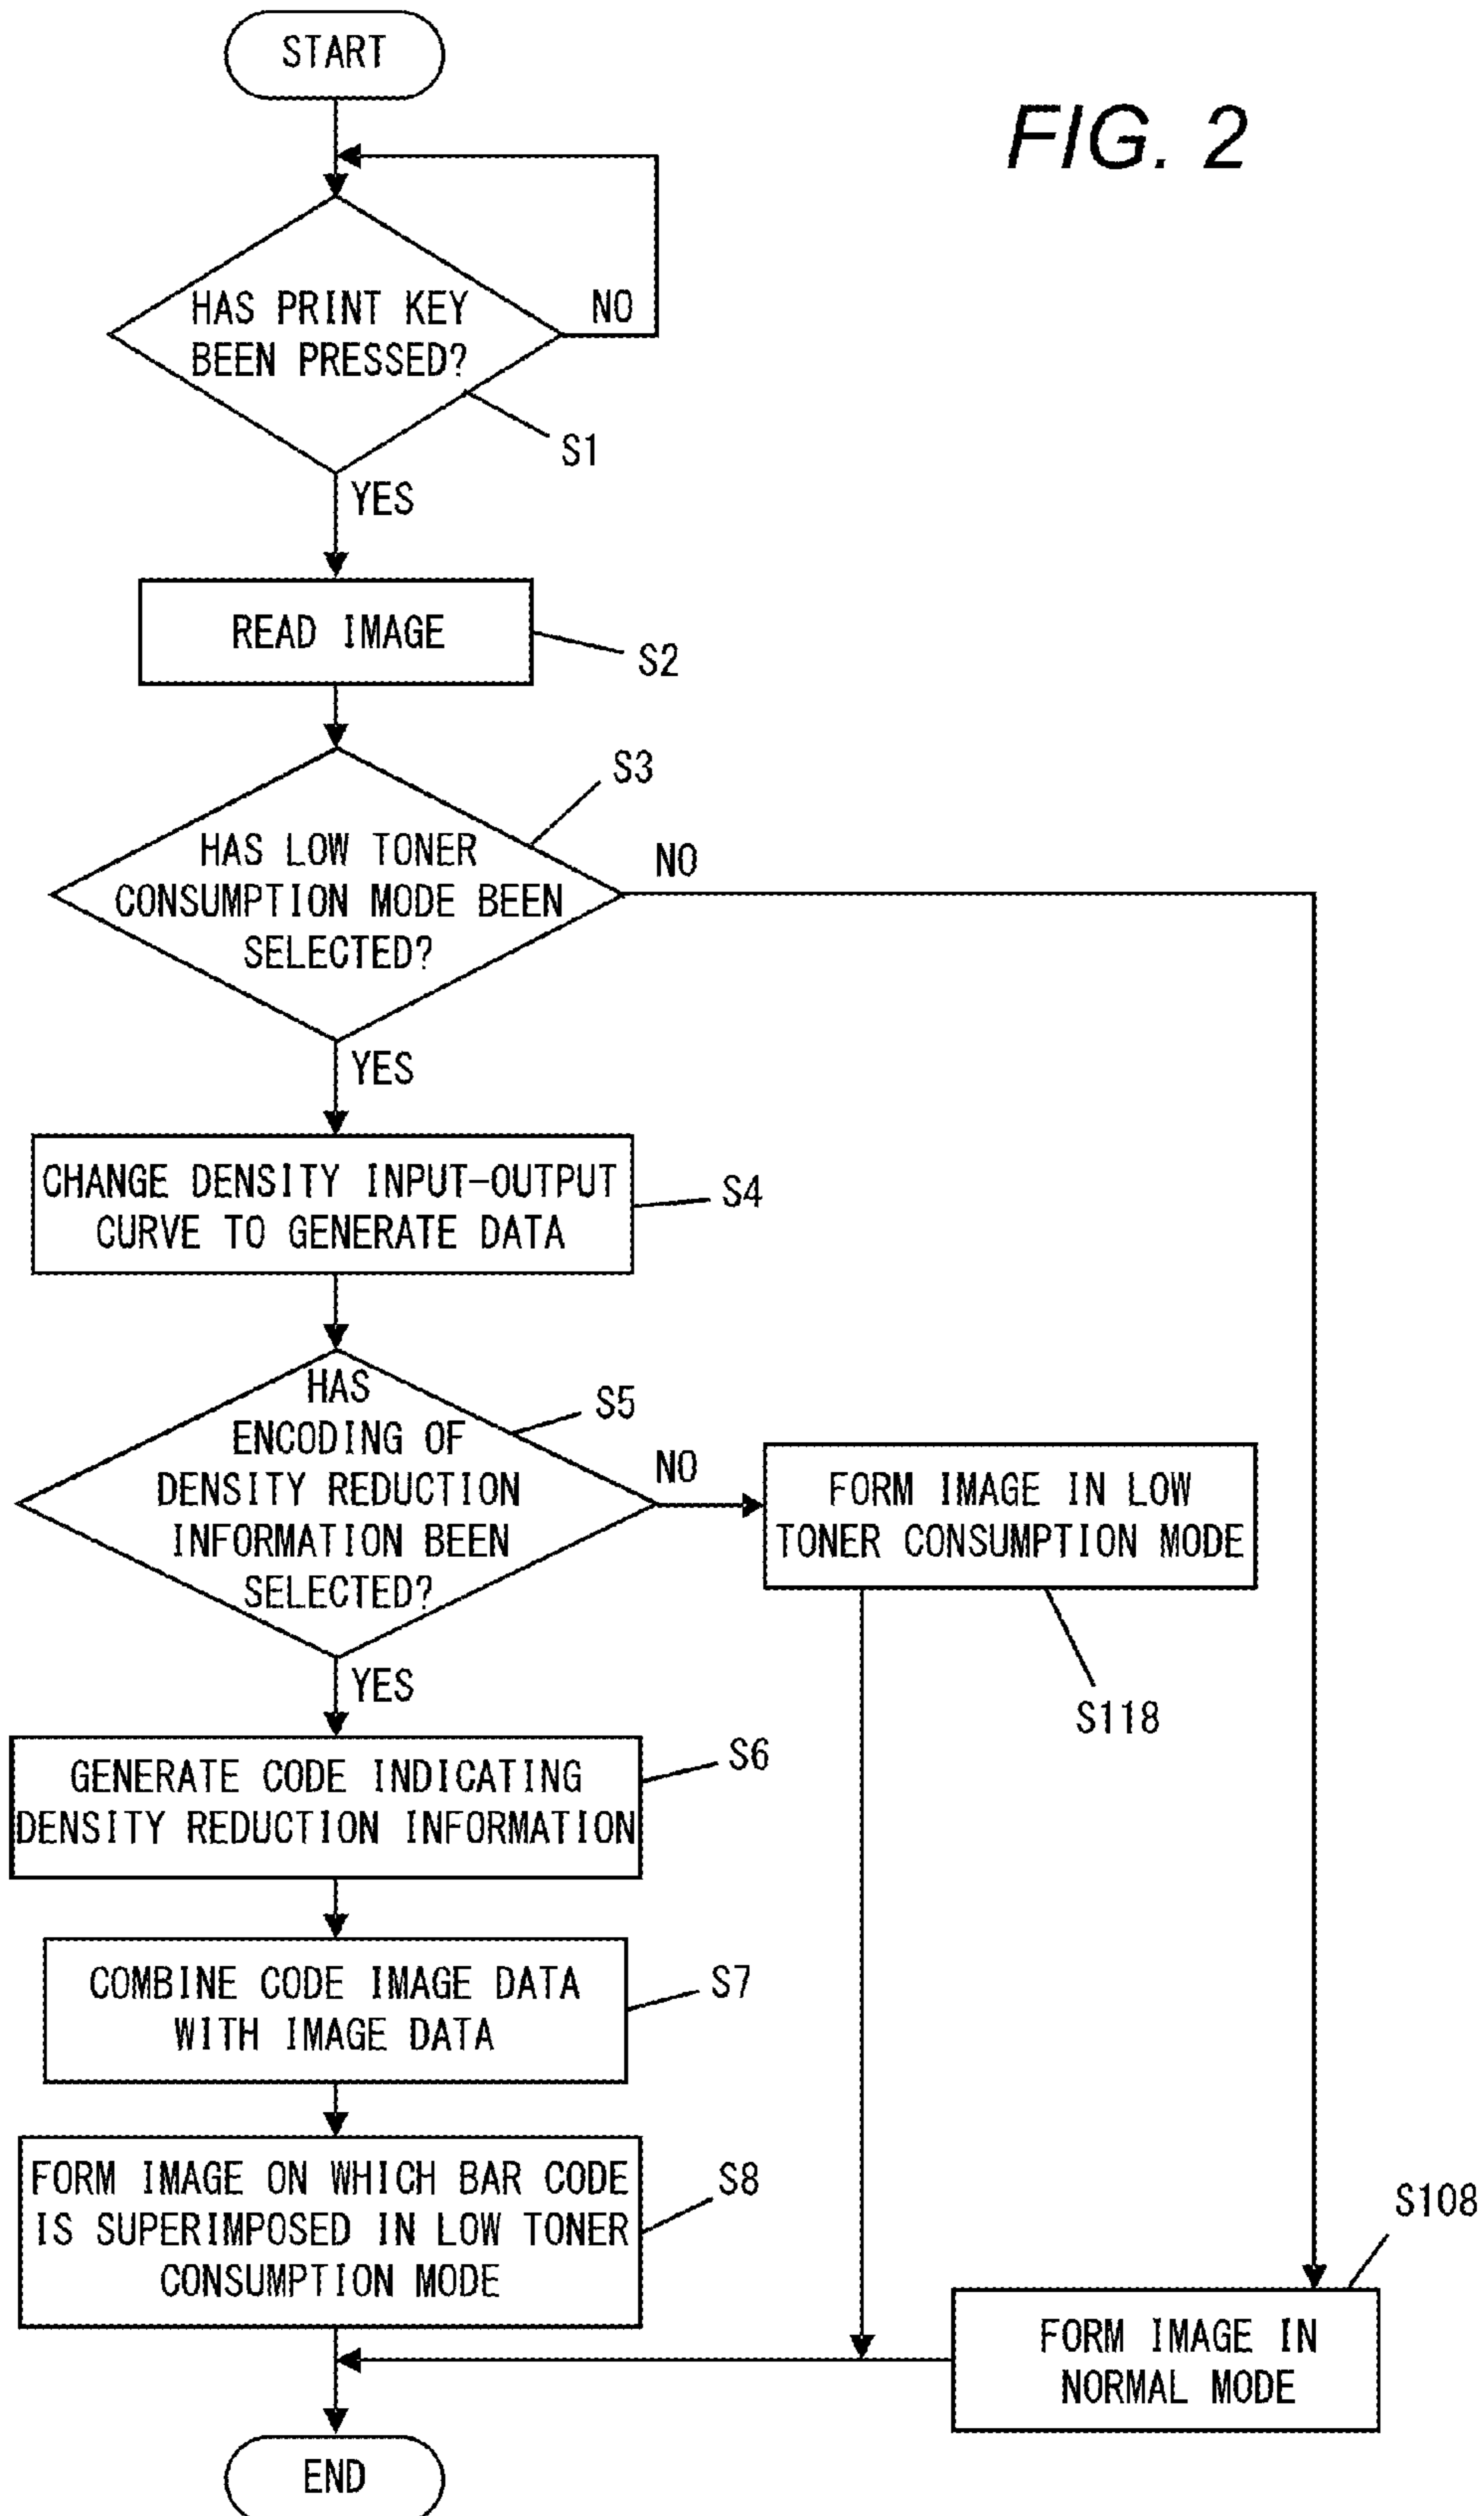 START
FIG. 2
HAS PRINT KEY
BEEN PRESSED?
NO
S1
YES
READ IMAGE
S2
S3
HAS LOW TONER
CONSUMPTION MODE BEEN
SELECTED?
NO
YES
CHANGE DENSITY INPUT-OUTPUT
CURVE TO GENERATE DATA
S4
HAS
ENCODING OF
DENSITY REDUCTION
INFORMATION BEEN
SELECTED?
S5
NO
FORM IMAGE IN LOW
TONER CONSUMPTION MODE
S118
YES
GENERATE CODE INDICATING
DENSITY REDUCTION INFORMATION
S6
COMBINE CODE IMAGE DATA
WITH IMAGE DATA
S7
FORM IMAGE ON WHICH BAR CODE
IS SUPERIMPOSED IN LOW TONER
CONSUMPTION MODE
S8
S108
FORM IMAGE IN
NORMAL MODE
END